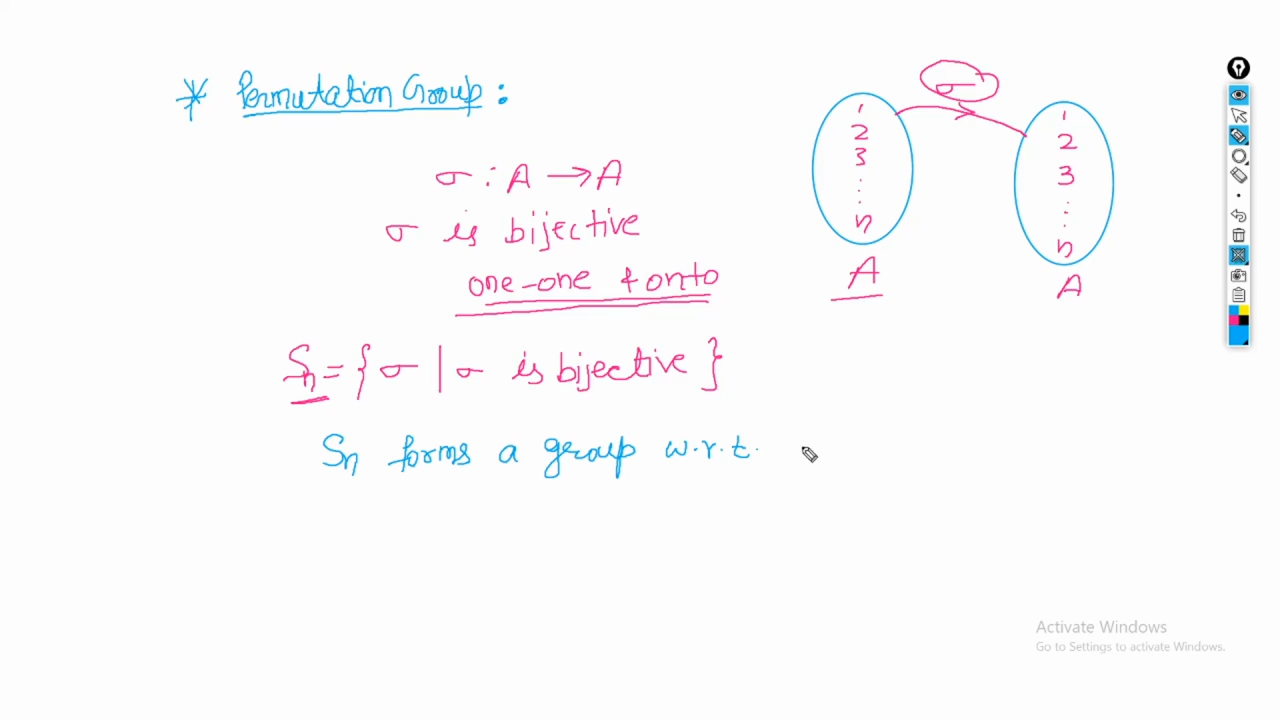 * Permutation Group :
σ : A → A
σ is bijective
one-one & onto
Sn = { σ | σ is bijective }
Sn forms a group w.r.t.
σ
1
2
3
:
n
A
1
2
3
:
n
A
Activate Windows
Go to Settings to activate Windows.